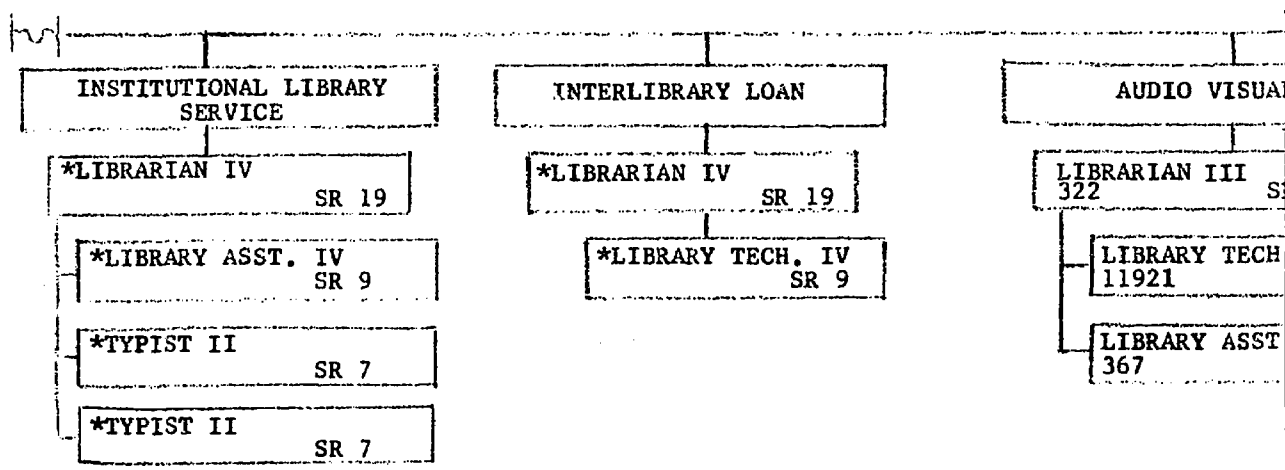 INSTITUTIONAL LIBRARY
SERVICE
*LIBRARIAN IV
SR 19
*LIBRARY ASST. IV
SR 9
*TYPIST II
SR 7
*TYPIST II
SR 7
INTERLIBRARY LOAN
*LIBRARIAN IV
SR 19
*LIBRARY TECH. IV
SR 9
AUDIO
LIBRARIAN III
322
LIBRARY TECH
11921
LIBRARY ASST
367